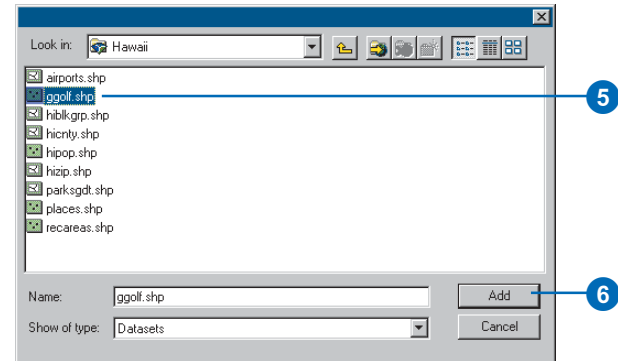 Look in: Hawaii
airports.shp
ggolf.shp
5
hiblkgrp.shp
hicnty.shp
hipop.shp
hizip.shp
parksgdt.shp
places.shp
recareas.shp
Name: ggolf.shp Add
6
Show of type: Datasets Cancel